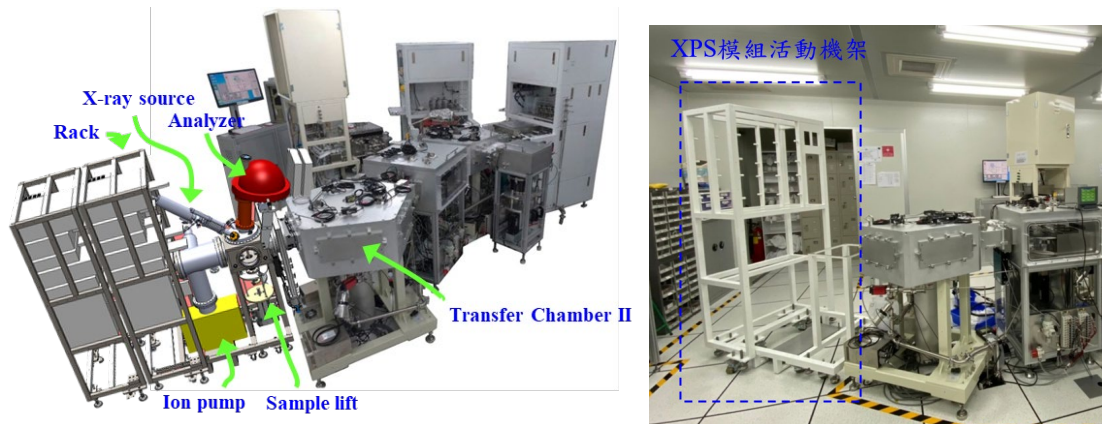 X-ray source
Analyzer
Rack
Transfer Chamber II
Ion pump
Sample lift
XPS模組活動機架